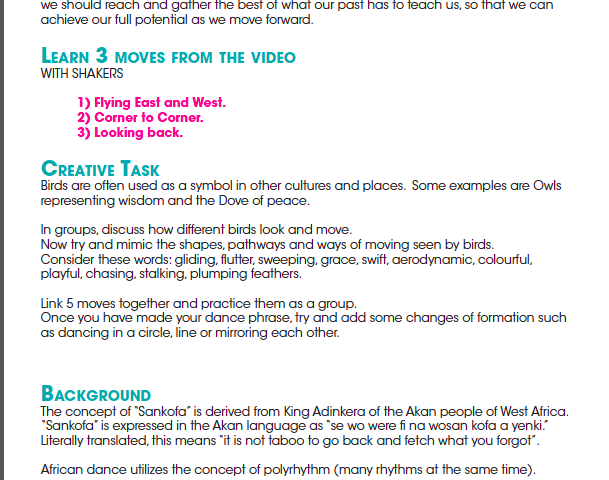 we should reach and gather the best of what our past has to teach us, so that we can
achieve our full potential as we move forward.
Learn 3 moves from the video
WITH SHAKERS
1) Flying East and West.
2) Corner to Corner.
3) Looking back.
Creative Task
Birds are often used as a symbol in other cultures and places. Some examples are Owls
representing wisdom and the Dove of peace.
In groups, discuss how different birds look and move.
Now try and mimic the shapes, pathways and ways of moving seen by birds.
Consider these words: gliding, flutter, sweeping, grace, swift, aerodynamic, colourful,
playful, chasing, stalking, plumping feathers.
Link 5 moves together and practice them as a group.
Once you have made your dance phrase, try and add some changes of formation such
as dancing in a circle, line or mirroring each other.
Background
The concept of "Sankofa" is derived from King Adinkera of the Akan people of West Africa.
"Sankofa" is expressed in the Akan language as "se wo were fi na wosan kofa a yenki."
Literally translated, this means "it is not taboo to go back and fetch what you forgot".
African dance utilizes the concept of polyrhythm (many rhythms at the same time).